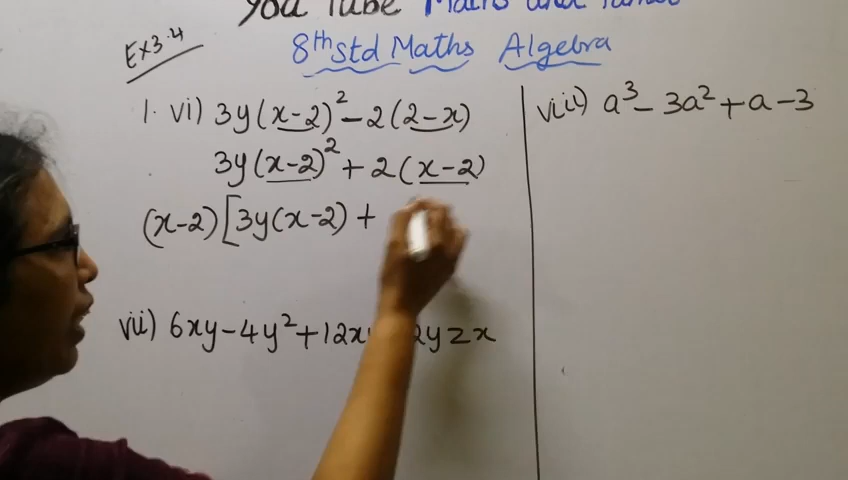 You Tube Maths and
Ex 3.4
8th Std Maths Algebra
1. vi) 3y(x-2)² - 2(2-x)
3y(x-2)² + 2(x-2)
(x-2)[3y(x-2) +
vii) 6xy - 4y² + 12xy 2yzx
viii) a³ - 3a² + a - 3